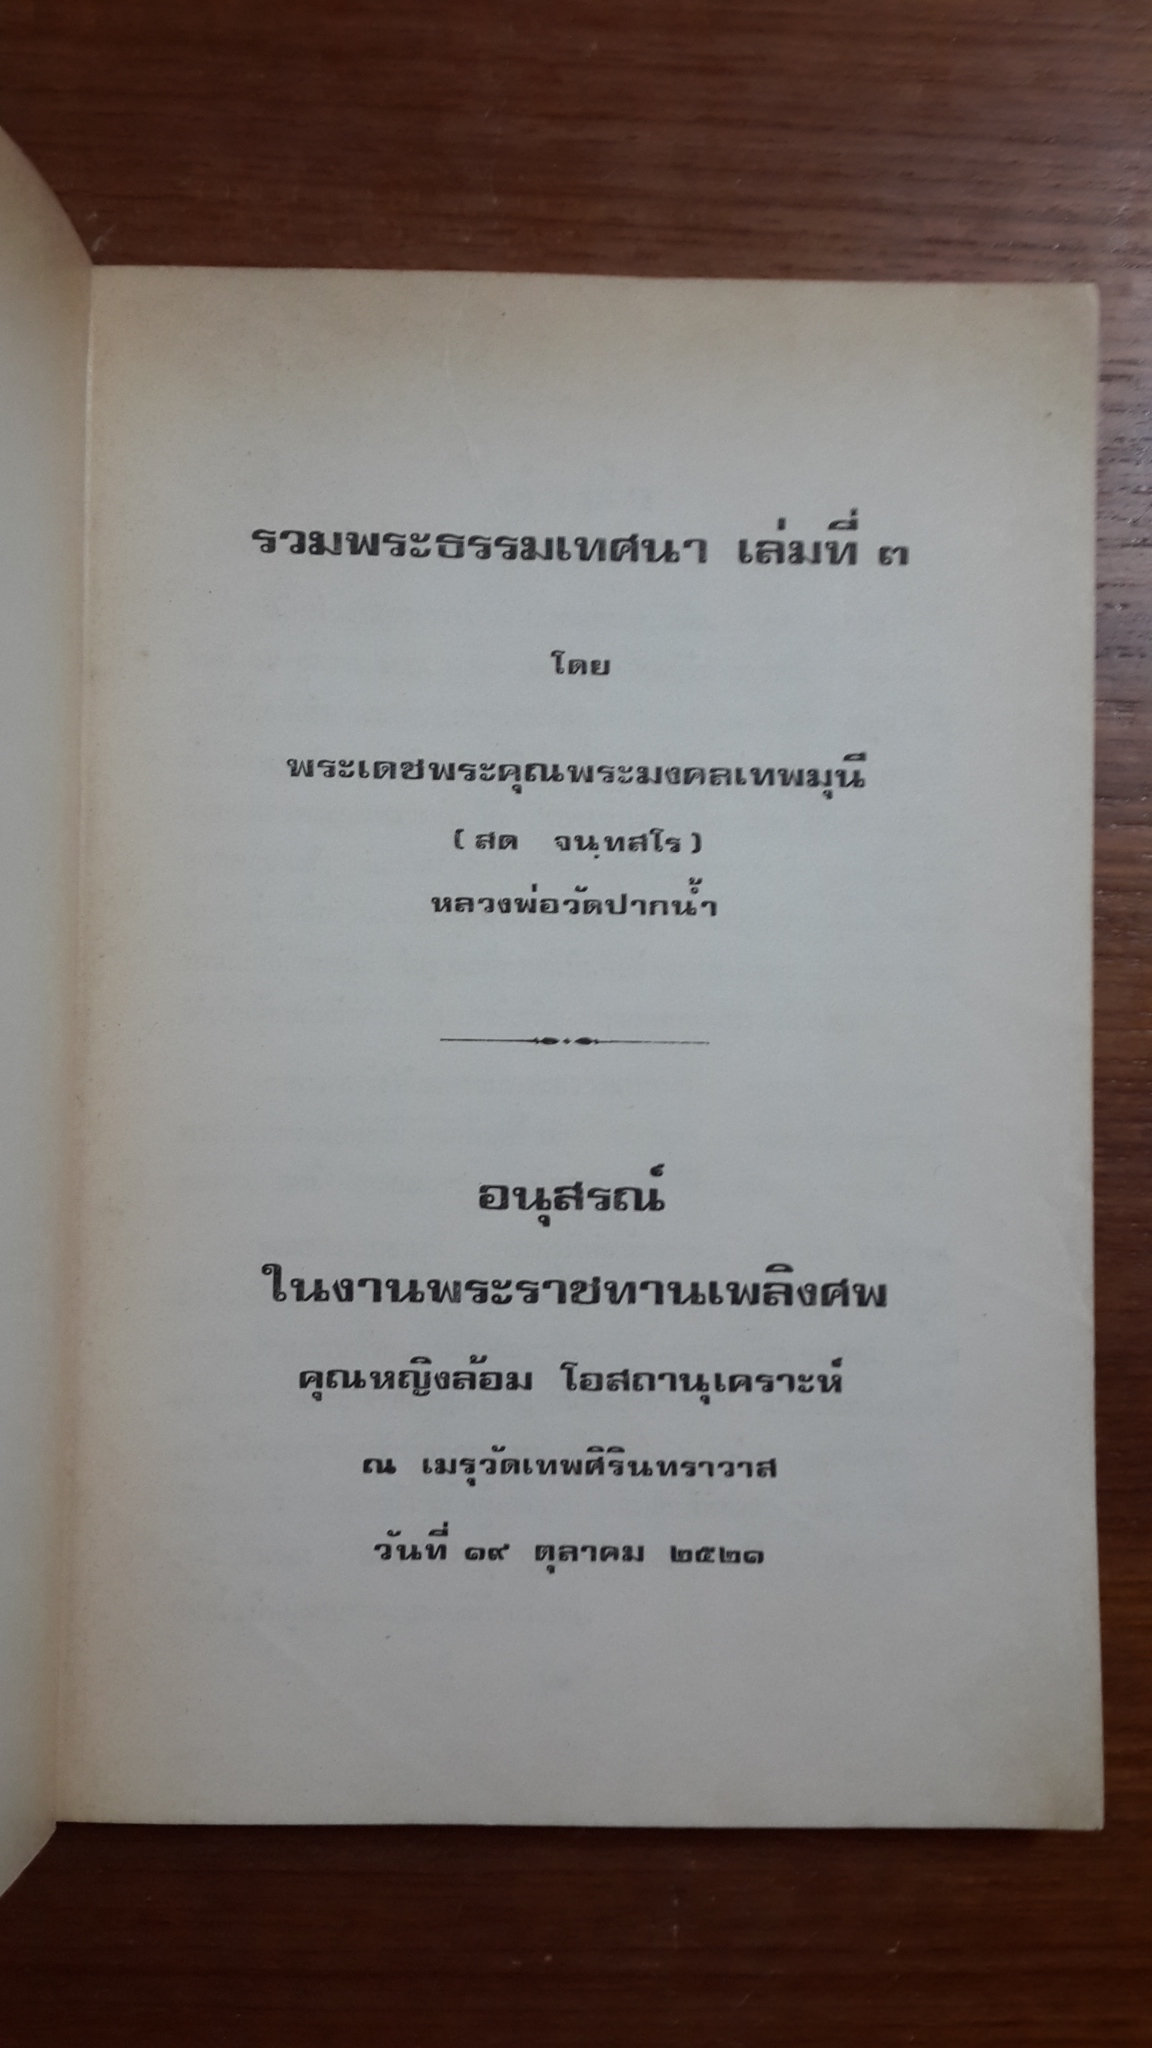 รวมพระธรรมเทศนา เล่มที่ ๓
โดย
พระเดชพระคุณพระมงคลเทพมุนี
(สด จนฺทสโร)
หลวงพ่อวัดปากน้ำ
อนุสรณ์
ในงานพระราชทานเพลิงศพ
คุณหญิงล้อม โอสถานุเคราะห์
ณ เมรุวัดเทพศิรินทราวาส
วันที่ ๑๙ ตุลาคม ๒๕๒๑